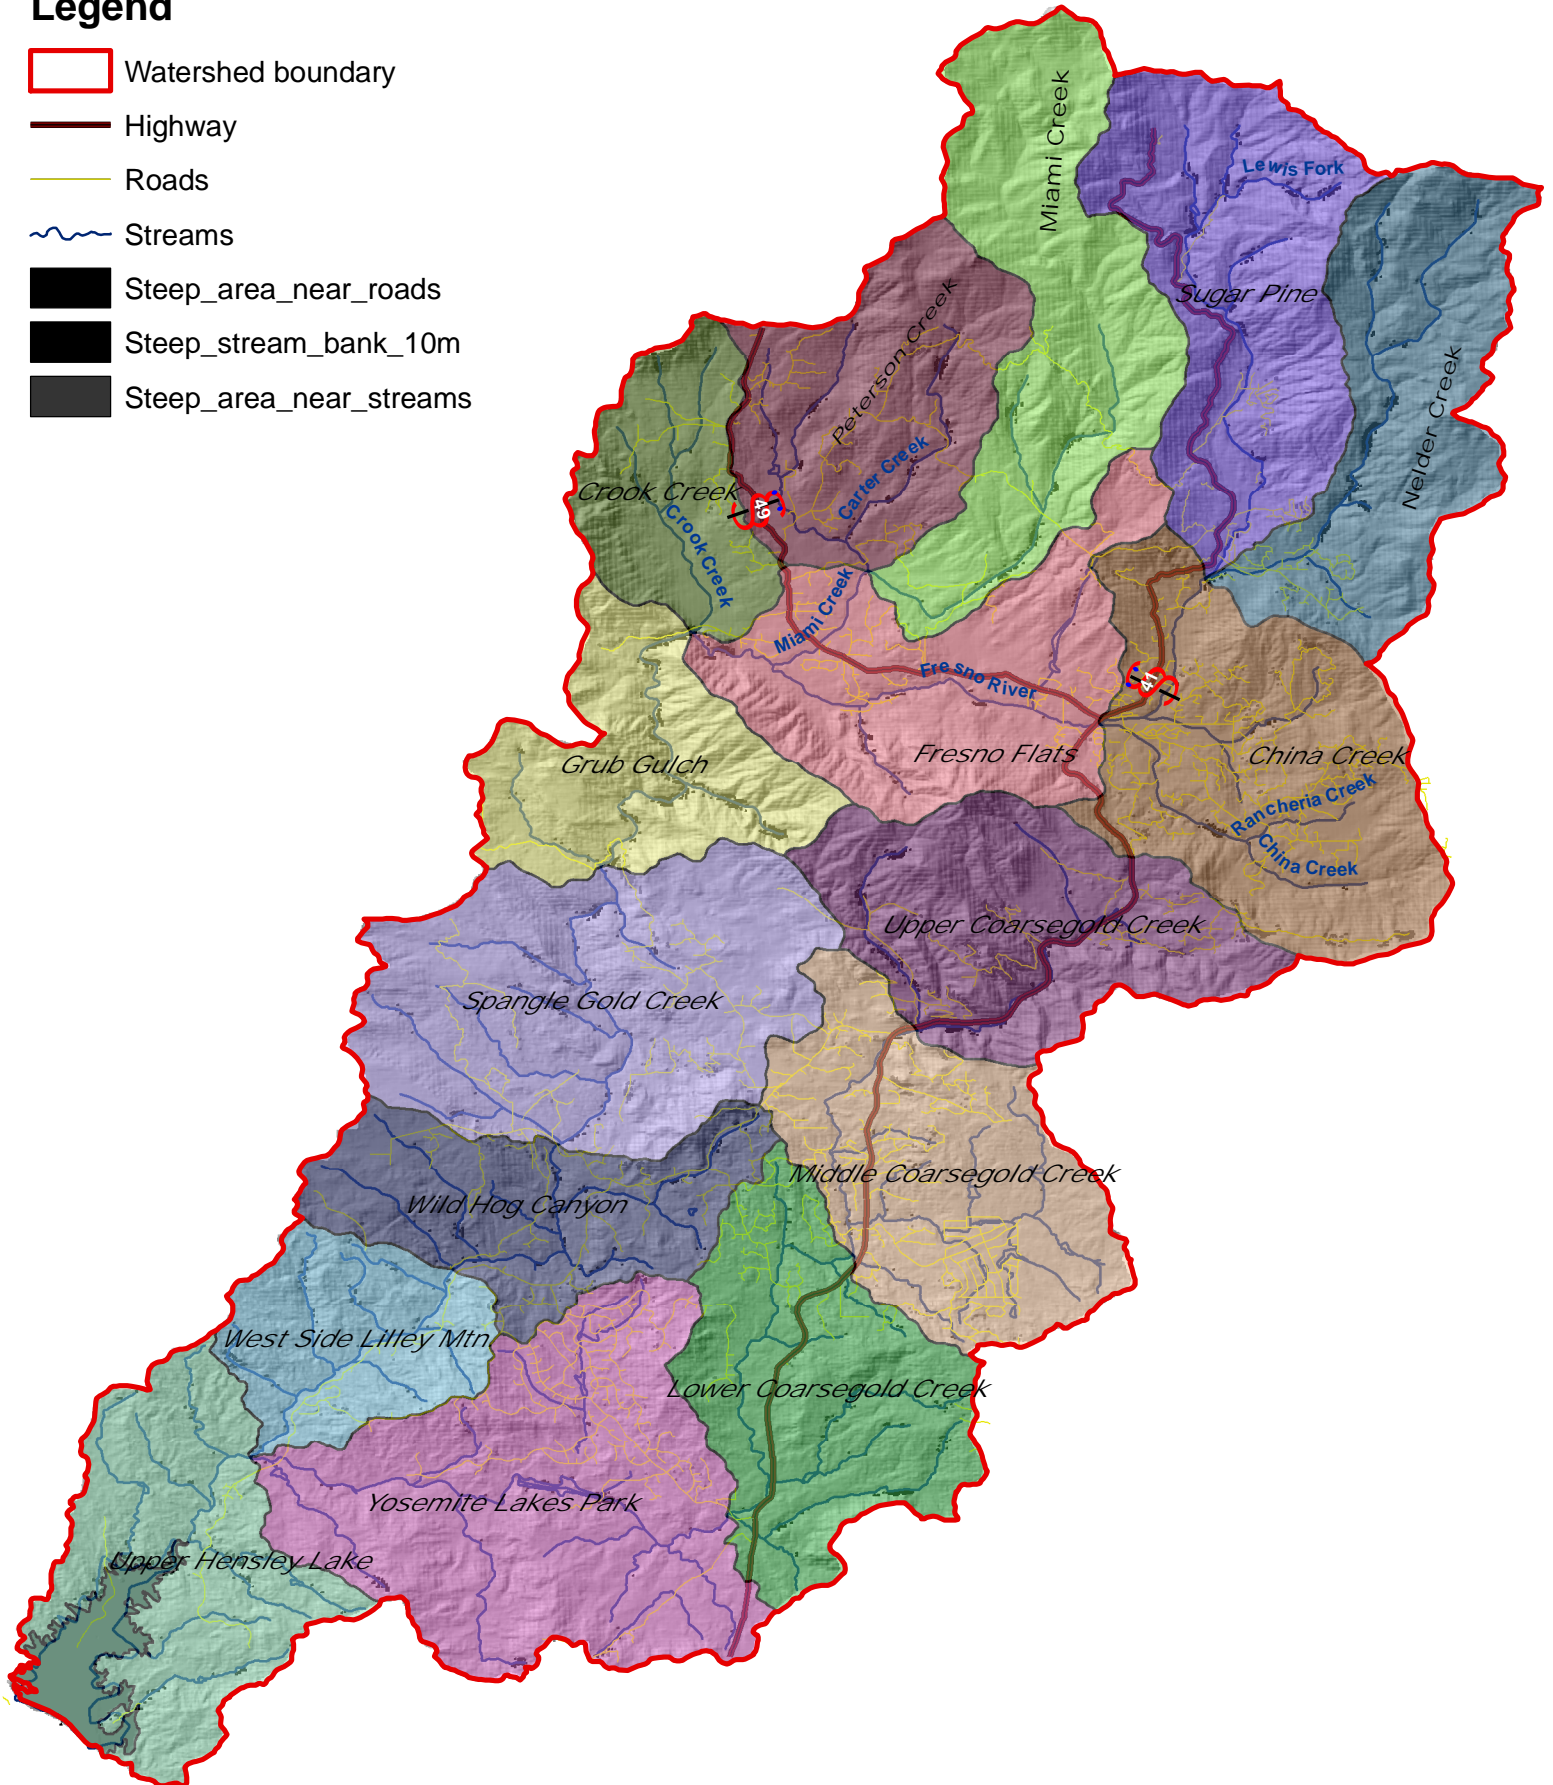 Legend
Watershed boundary
Highway
Roads
Streams
Steep_area_near_roads
Steep_stream_bank_10m
Steep_area_near_streams
Miami Creek
Lewis Fork
Sugar Pine
Nelder Creek
Peterson Creek
Carter Creek
Crook Creek
49
Crook Creek
Miami Creek
Fresno River
41
Fresno Flats
China Creek
Grub Gulch
Rancheria Creek
China Creek
Upper Coarsegold Creek
Spangle Gold Creek
Middle Coarsegold Creek
Wild Hog Canyon
West Side Lilley Mtn
Lower Coarsegold Creek
Yosemite Lakes Park
Upper Hensley Lake